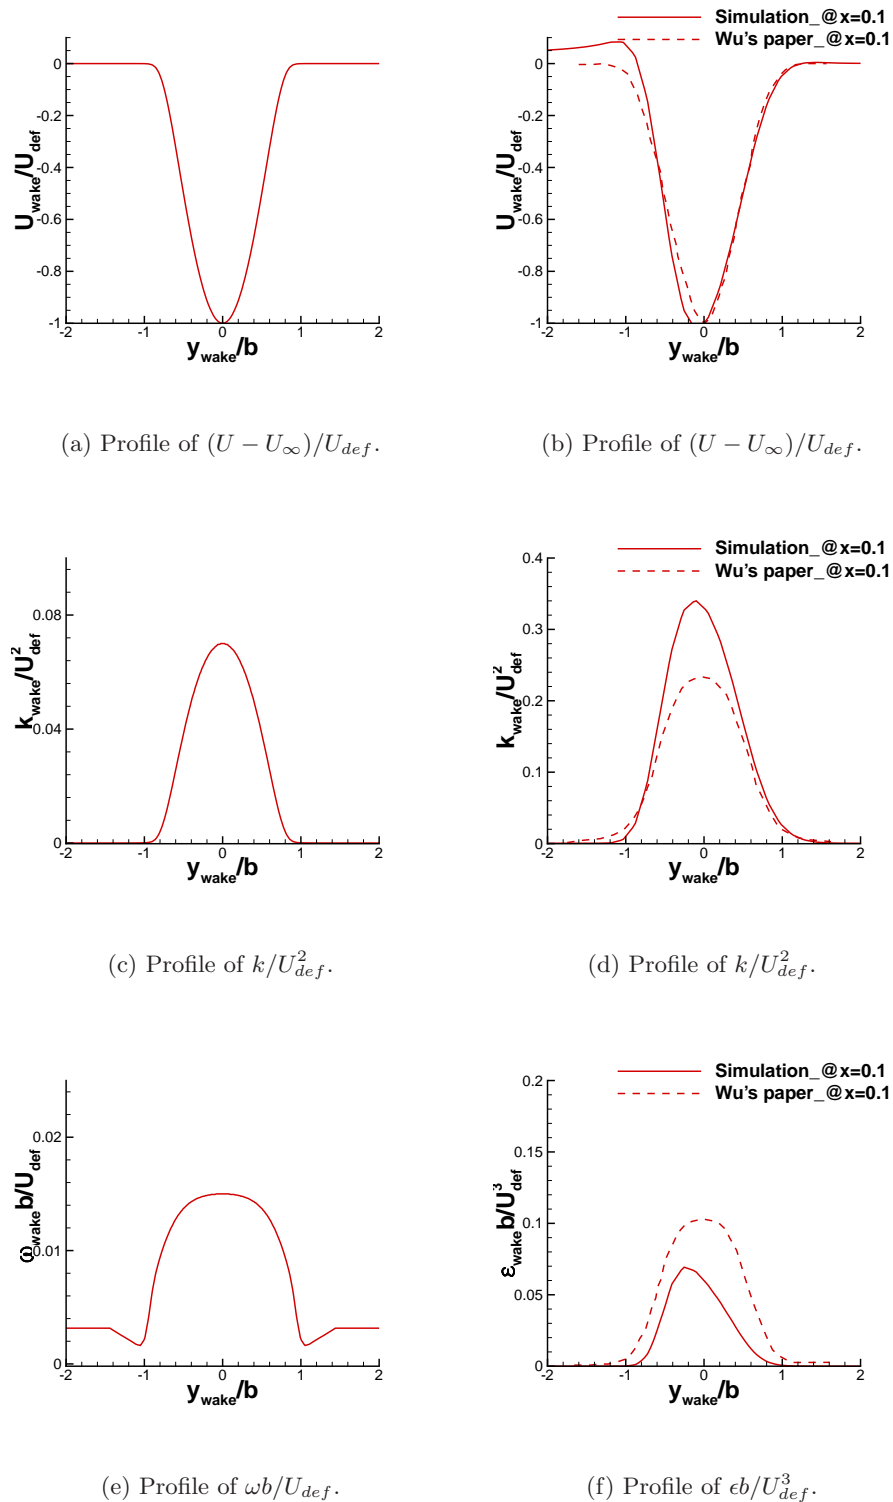 Simulation_@x=0.1
Wu's paper_@x=0.1
0
-0.2
-0.4
-0.6
-0.8
-1
U_wake/U_def
-2 -1 0 1 2
y_wake/b
0
-0.2
-0.4
-0.6
-0.8
-1
U_wake/U_def
-2 -1 0 1 2
y_wake/b
(a) Profile of (U − U_∞)/U_def.
(b) Profile of (U − U_∞)/U_def.
0.08
0.04
0
k_wake/U²_def
-2 -1 0 1 2
y_wake/b
Simulation_@x=0.1
Wu's paper_@x=0.1
0.4
0.3
0.2
0.1
0
k_wake/U²_def
-2 -1 0 1 2
y_wake/b
(c) Profile of k/U²_def.
(d) Profile of k/U²_def.
0.02
0.01
0
ω_wake b/U_def
-2 -1 0 1 2
y_wake/b
Simulation_@x=0.1
Wu's paper_@x=0.1
0.2
0.15
0.1
0.05
0
ε_wake b/U³_def
-2 -1 0 1 2
y_wake/b
(e) Profile of ωb/U_def.
(f) Profile of ϵb/U³_def.